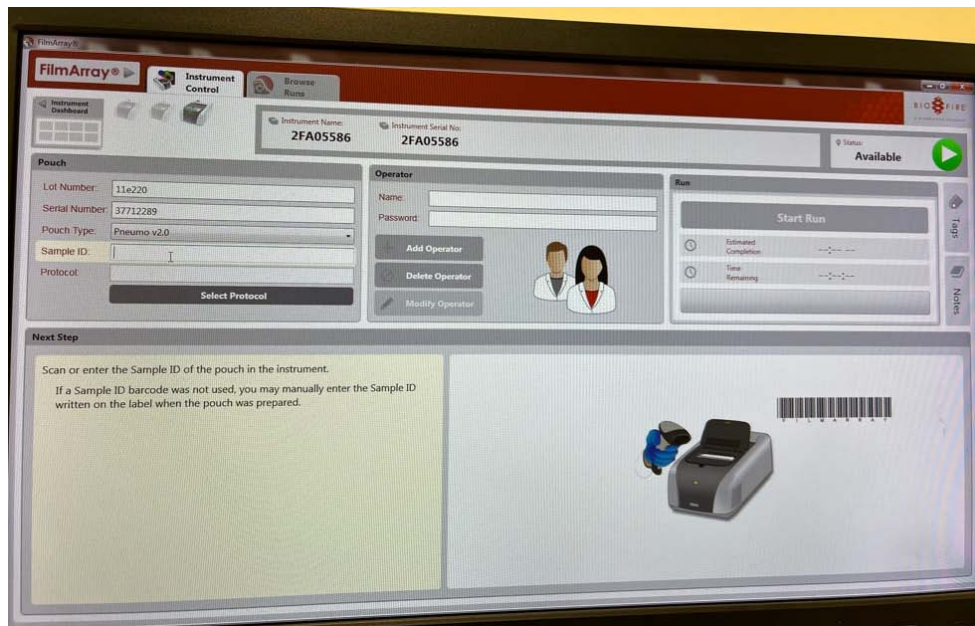 FilmArray®
FilmArray®
Instrument Control
Browse Runs
BIO FIRE
Instrument Dashboard
Instrument Name:
2FA05586
Instrument Serial No:
2FA05586
Status:
Available
Pouch
Lot Number: 11e220
Serial Number: 37712289
Pouch Type: Pneumo v2.0
Sample ID:
Protocol:
Select Protocol
Operator
Name:
Password:
Add Operator
Delete Operator
Modify Operator
Run
Start Run
Estimated Completion --:-- --
Time Remaining --:--:--
Tags
Notes
Next Step
Scan or enter the Sample ID of the pouch in the instrument.
If a Sample ID barcode was not used, you may manually enter the Sample ID
written on the label when the pouch was prepared.
F I L M A R R A Y